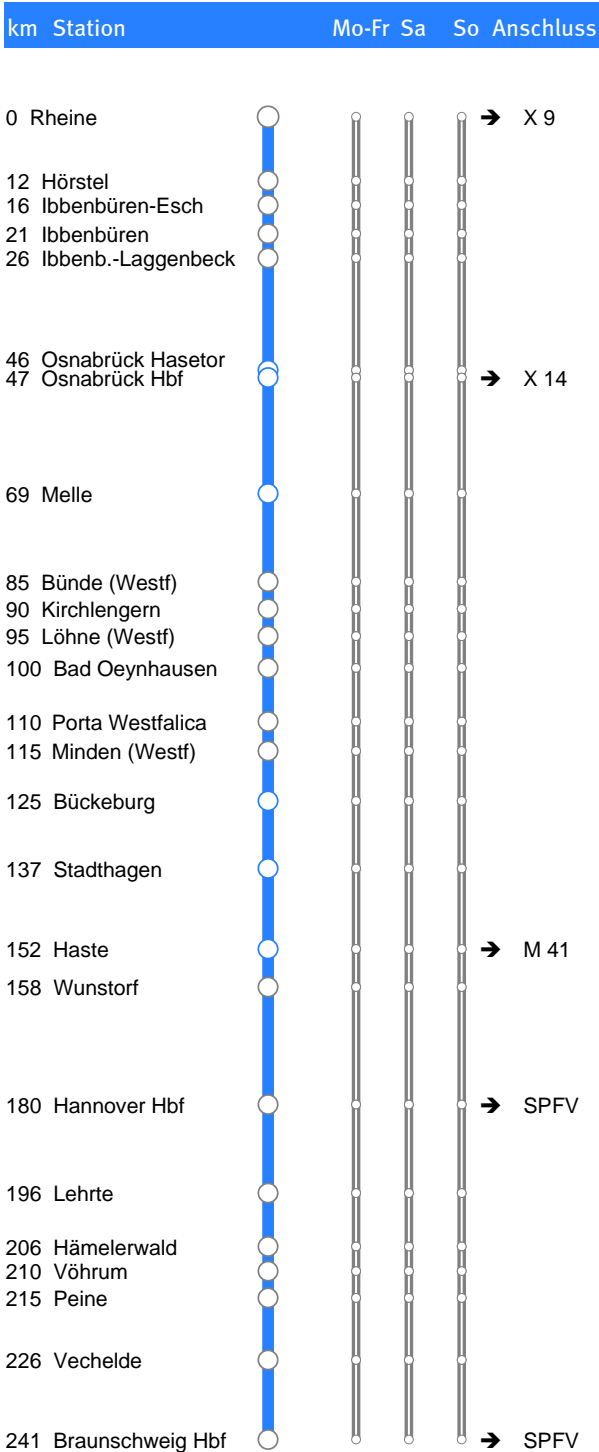 km Station Mo-Fr Sa So Anschluss
0 Rheine ➔ X 9
12 Hörstel
16 Ibbenbüren-Esch
21 Ibbenbüren
26 Ibbenb.-Laggenbeck
46 Osnabrück Hasetor
47 Osnabrück Hbf ➔ X 14
69 Melle
85 Bünde (Westf)
90 Kirchlengern
95 Löhne (Westf)
100 Bad Oeynhausen
110 Porta Westfalica
115 Minden (Westf)
125 Bückeburg
137 Stadthagen
152 Haste ➔ M 41
158 Wunstorf
180 Hannover Hbf ➔ SPFV
196 Lehrte
206 Hämelerwald
210 Vöhrum
215 Peine
226 Vechelde
241 Braunschweig Hbf ➔ SPFV